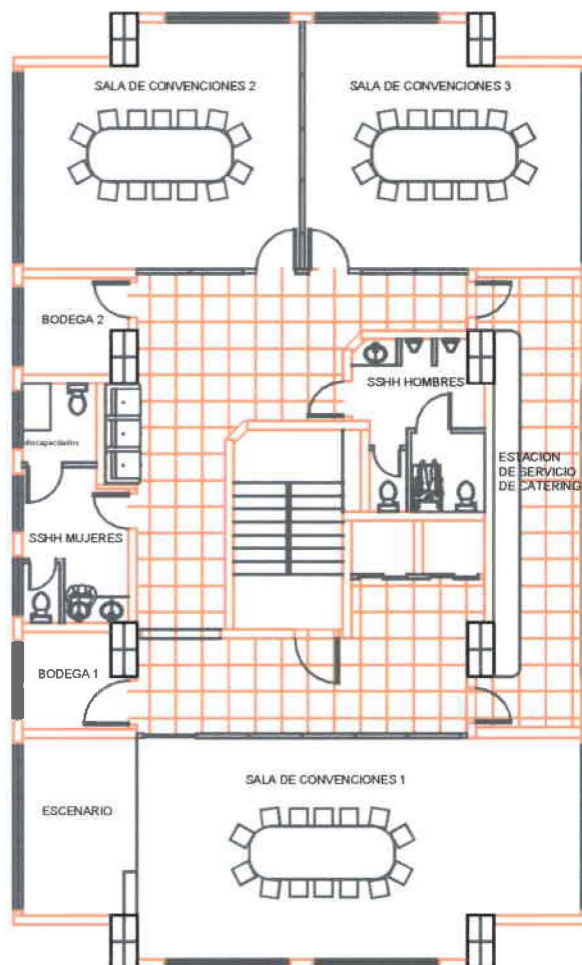 SALA DE CONVENCIONES 2
SALA DE CONVENCIONES 3
BODEGA 2
SSHH HOMBRES
discapacitados
ESTACION
DE SERVICIO
DE CATERING
SSHH MUJERES
BODEGA 1
SALA DE CONVENCIONES 1
ESCENARIO